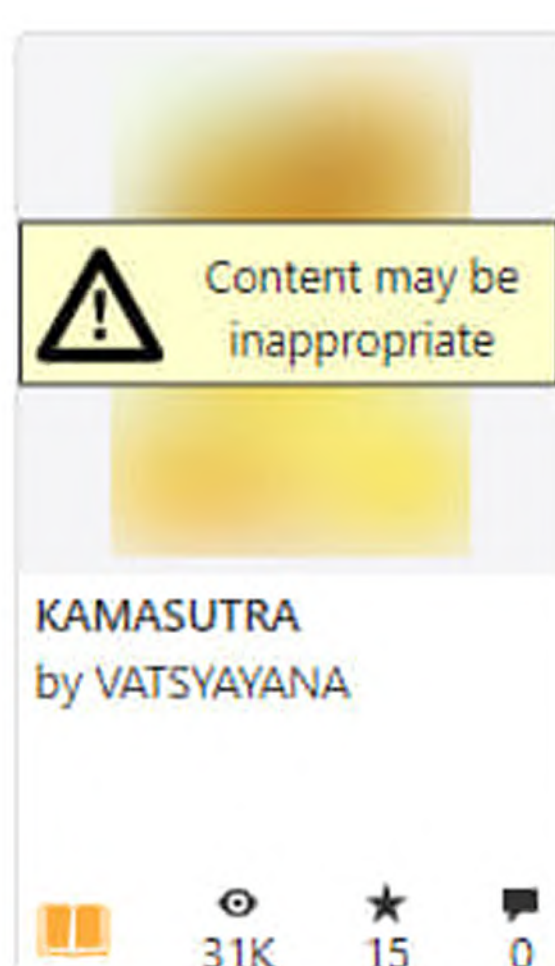 Content may be
inappropriate
KAMASUTRA
by VATSYAYANA
31K 15 0